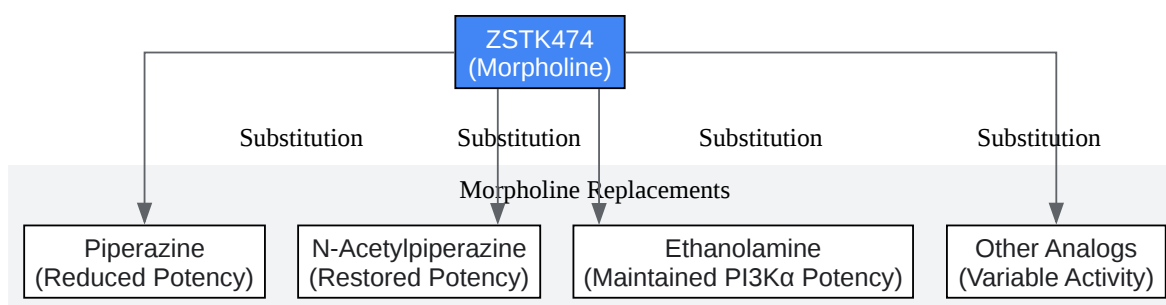 ZSTK474
(Morpholine)
Substitution Substitution Substitution Substitution
Morpholine Replacements
Piperazine
(Reduced Potency)
N-Acetylpiperazine
(Restored Potency)
Ethanolamine
(Maintained PI3Kα Potency)
Other Analogs
(Variable Activity)